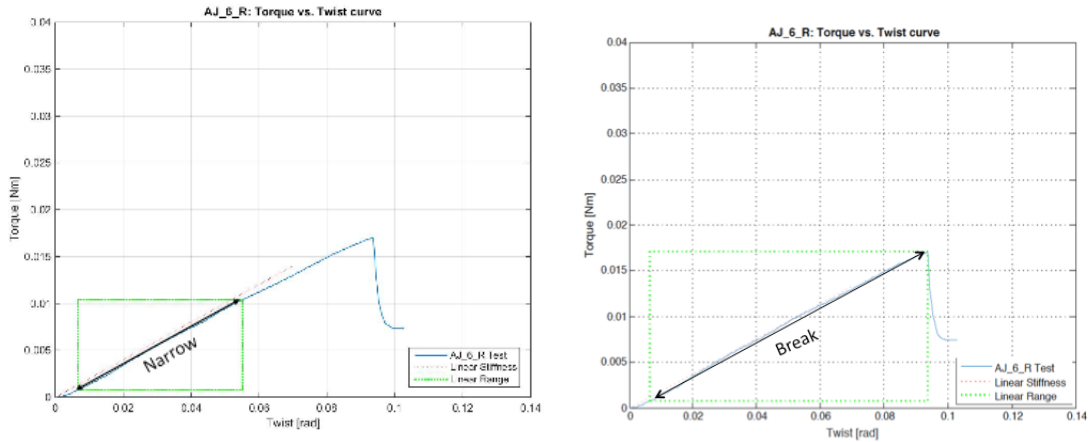 AJ_6_R: Torque vs. Twist curve
0.04
0.035
0.03
0.025
0.02
0.015
0.01
0.005
0
Torque [Nm]
Narrow
AJ_6_R Test
Linear Stiffness
Linear Range
0
0.02
0.04
0.06
0.08
0.1
0.12
0.14
Twist [rad]
AJ_6_R: Torque vs. Twist curve
0.04
0.035
0.03
0.025
0.02
0.015
0.01
0.005
0
Torque [Nm]
Break
AJ_6_R Test
Linear Stiffness
Linear Range
0
0.02
0.04
0.06
0.08
0.1
0.12
0.14
Twist [rad]